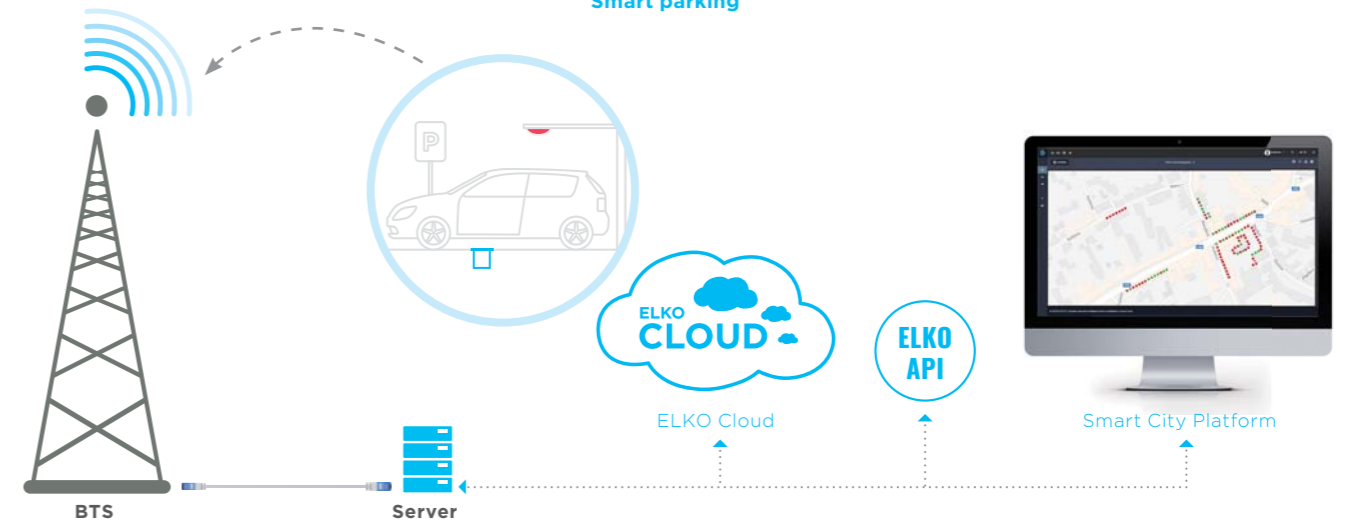 Smart parking
P
ELKO
CLOUD
ELKO
API
ELKO Cloud
Smart City Platform
BTS
Server